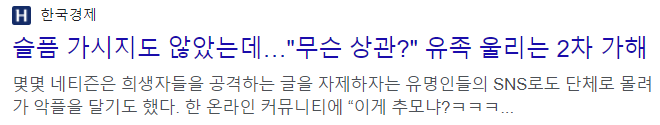 H 한국경제
슬픔 가시지도 않았는데..."무슨 상관?" 유족 울리는 2차 가해
몇몇 네티즌은 희생자들을 공격하는 글을 자제하자는 유명인들의 SNS로도 단체로 몰려
가 악플을 달기도 했다. 한 온라인 커뮤니티에 “이게 추모냐?ㅋㅋㅋ...